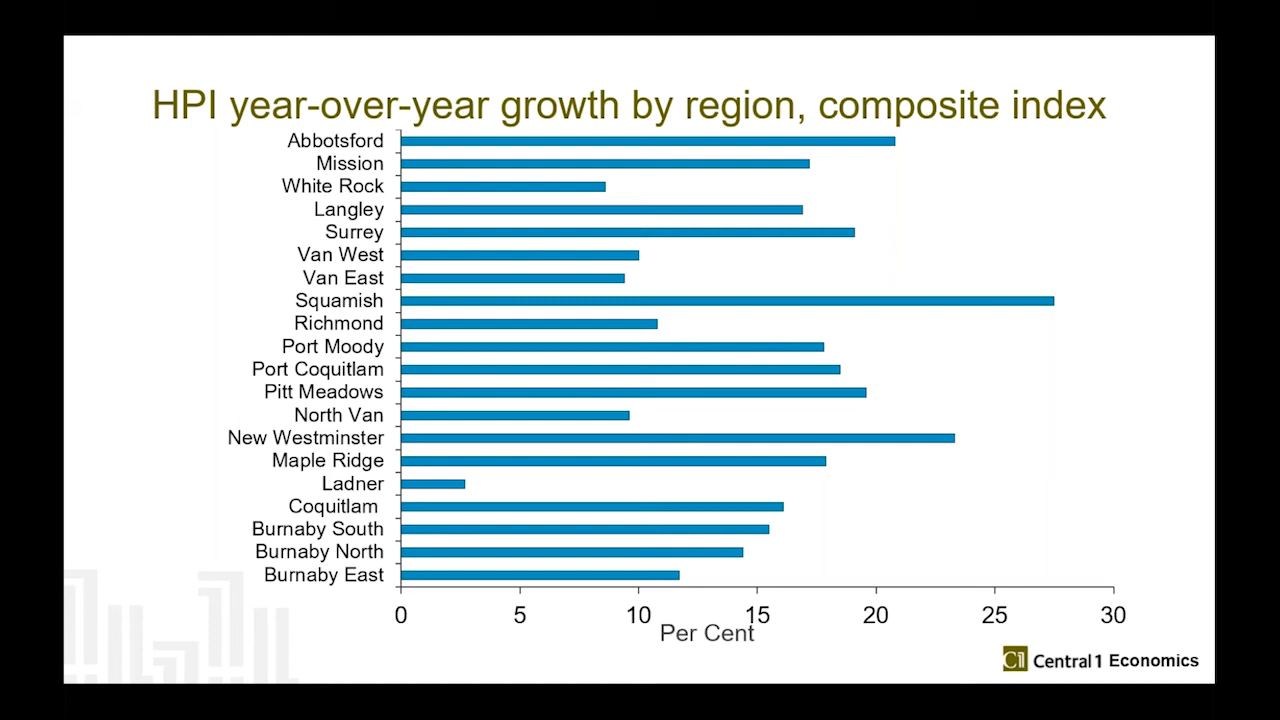 HPI year-over-year growth by region, composite index
Abbotsford
Mission
White Rock
Langley
Surrey
Van West
Van East
Squamish
Richmond
Port Moody
Port Coquitlam
Pitt Meadows
North Van
New Westminster
Maple Ridge
Ladner
Coquitlam
Burnaby South
Burnaby North
Burnaby East
0 5 10 15 20 25 30
Per Cent
C1 Central 1 Economics